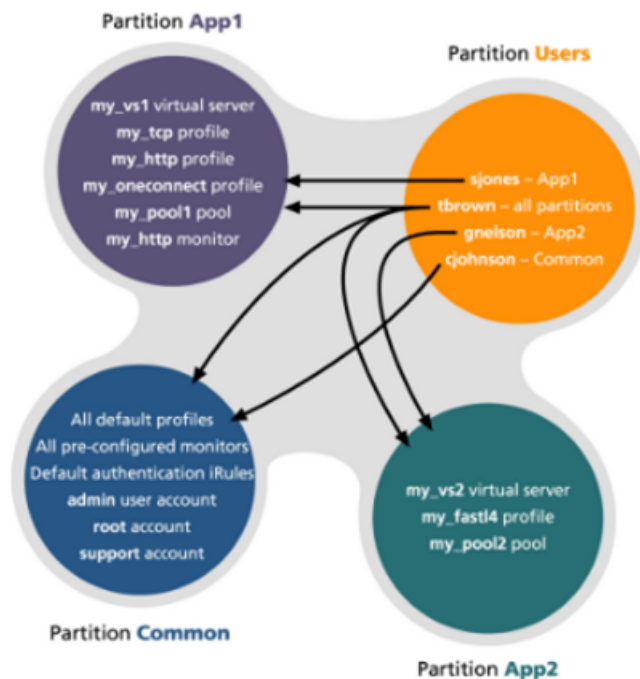 Partition App1
my_vs1 virtual server
my_tcp profile
my_http profile
my_oneconnect profile
my_pool1 pool
my_http monitor
Partition Users
sjones – App1
tbrown – all partitions
gnelson – App2
cjohnson – Common
All default profiles
All pre-configured monitors
Default authentication iRules
admin user account
root account
support account
Partition Common
my_vs2 virtual server
my_fastl4 profile
my_pool2 pool
Partition App2